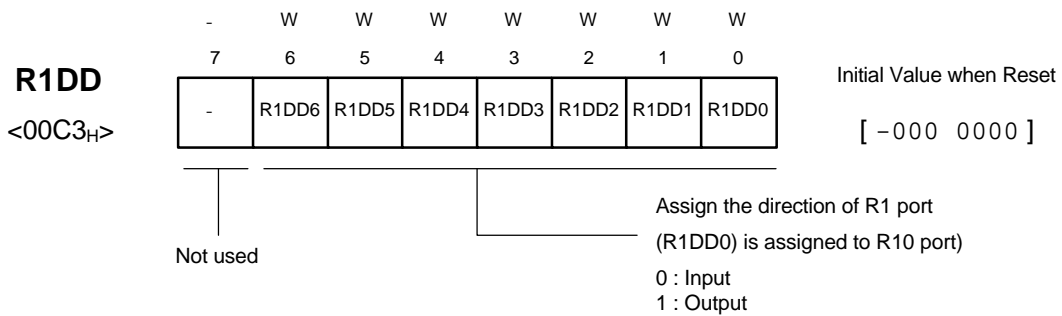 - W W W W W W W
7 6 5 4 3 2 1 0
R1DD
<00C3H>
- R1DD6 R1DD5 R1DD4 R1DD3 R1DD2 R1DD1 R1DD0
Initial Value when Reset
[ -000 0000 ]
Not used
Assign the direction of R1 port
(R1DD0) is assigned to R10 port)
0 : Input
1 : Output